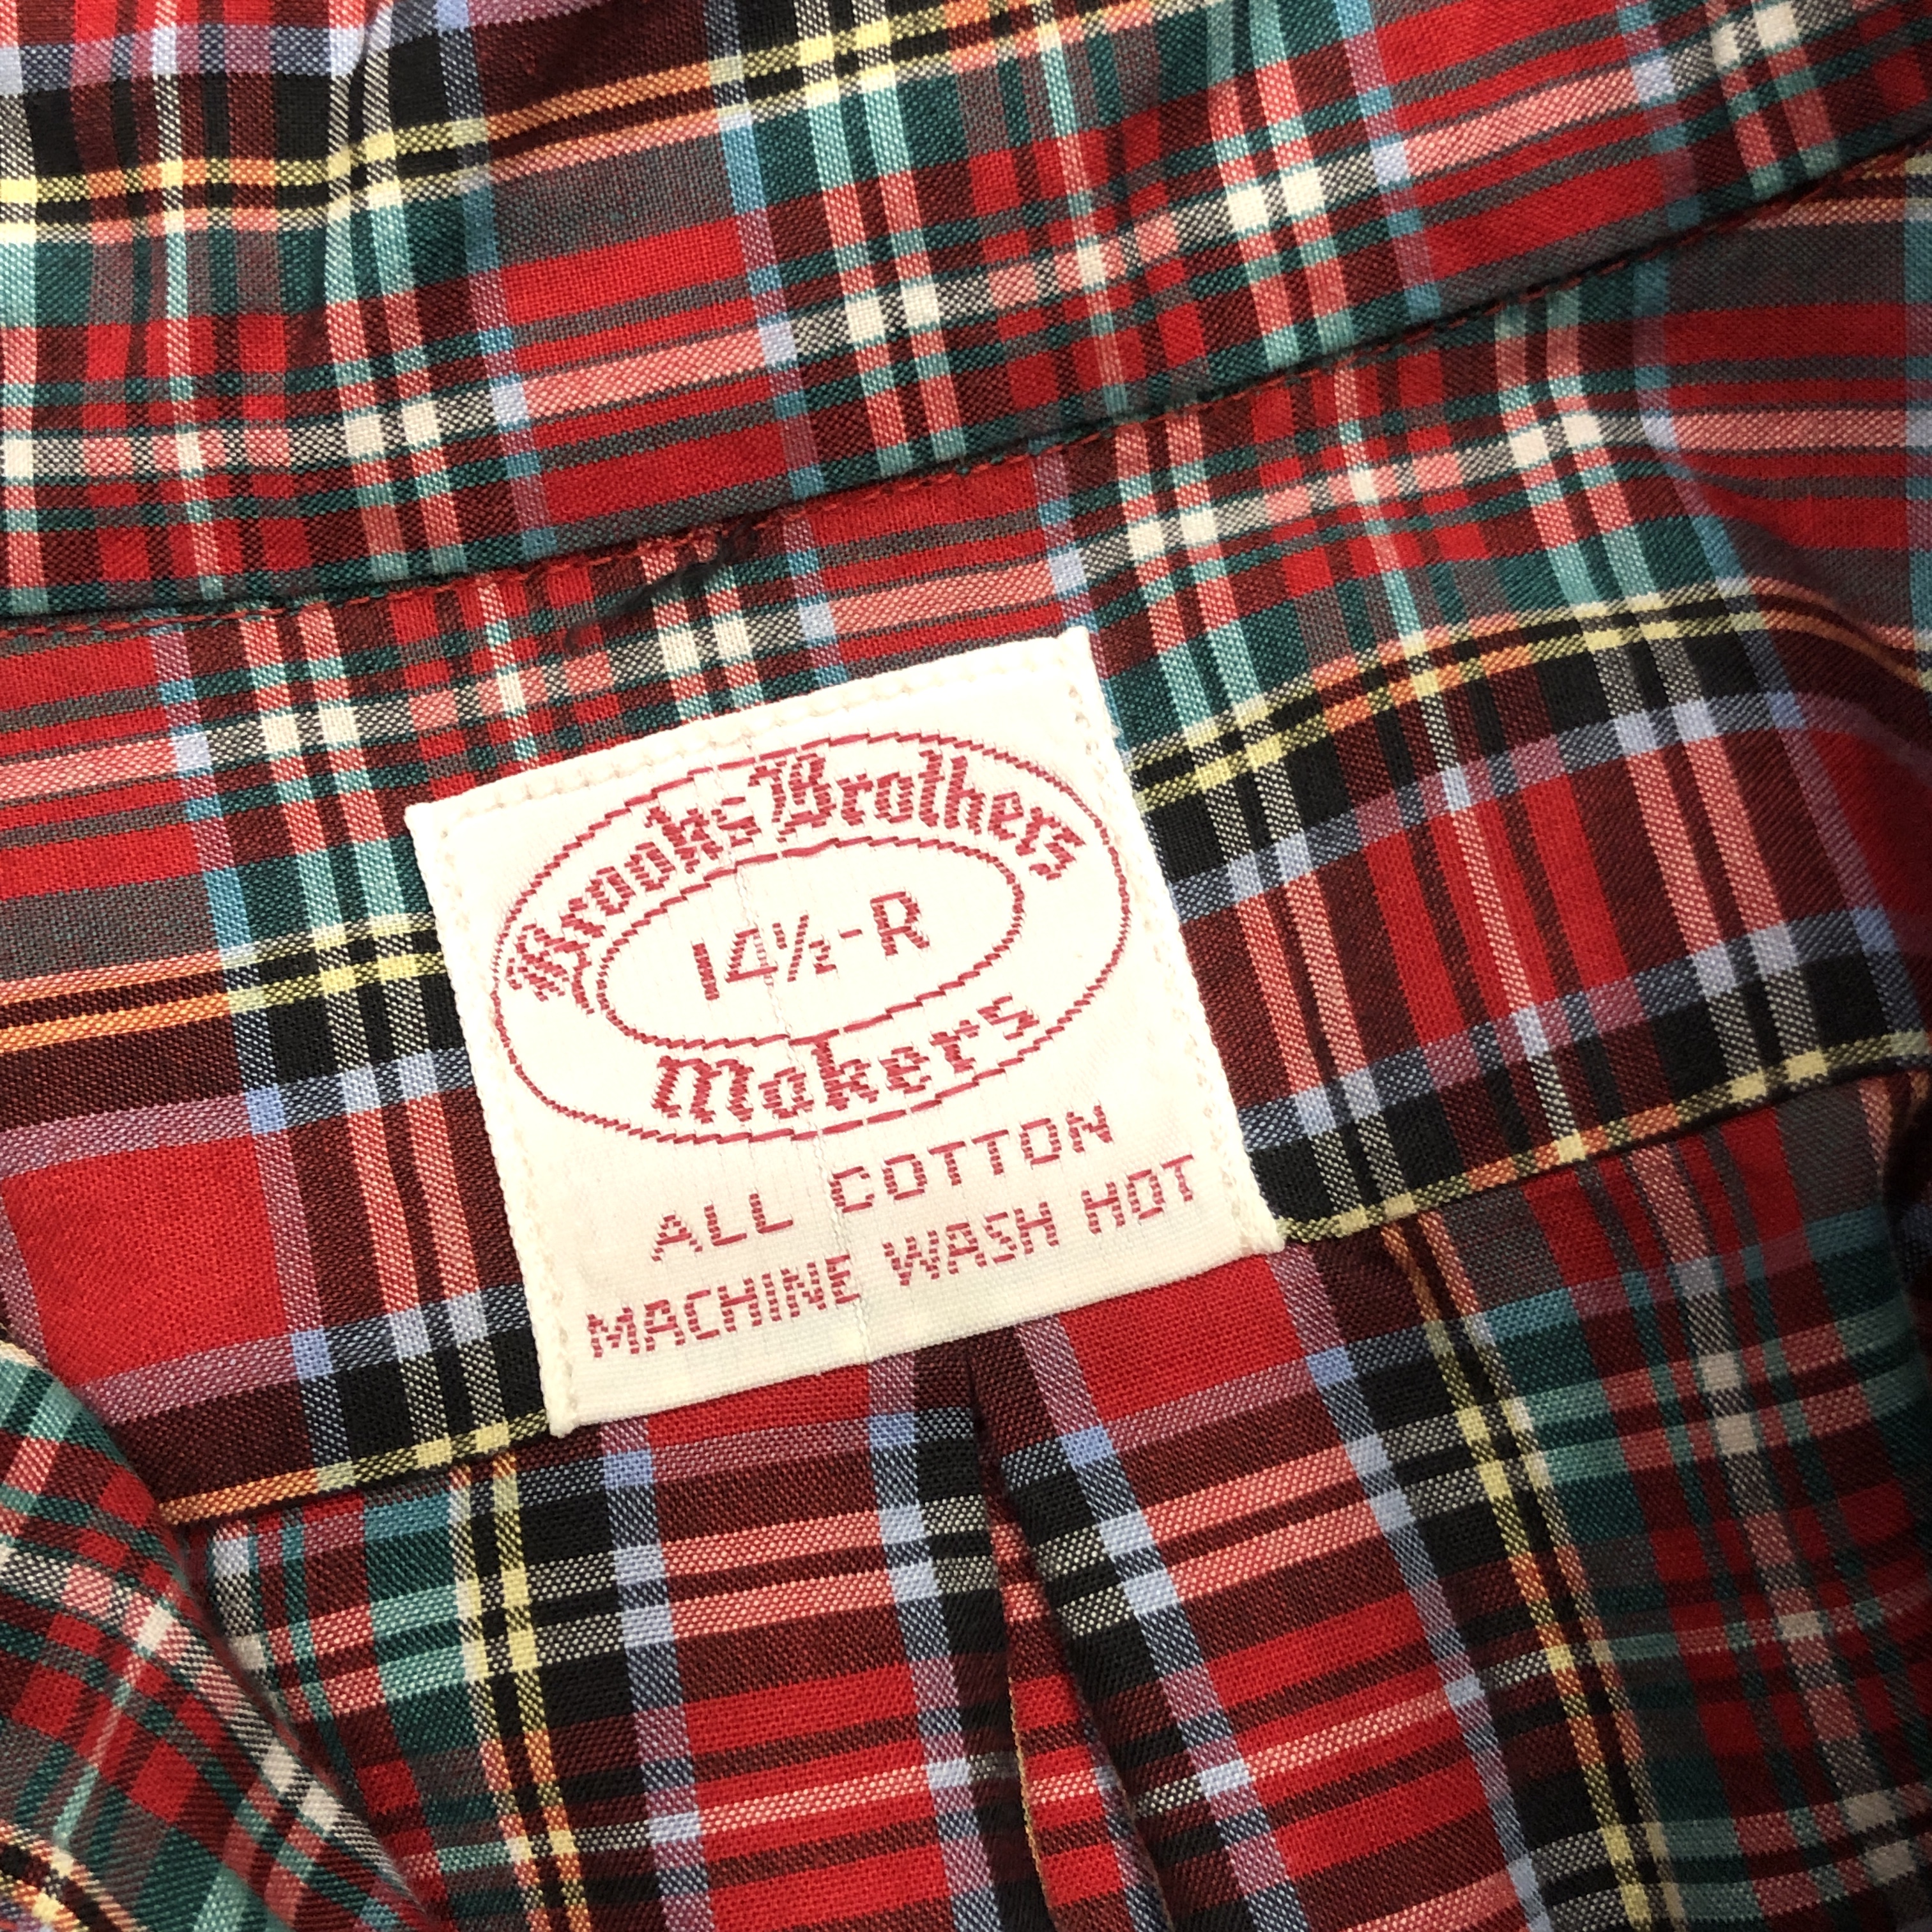 Brooks Brothers
14½-R
Makers
ALL COTTON
MACHINE WASH HOT